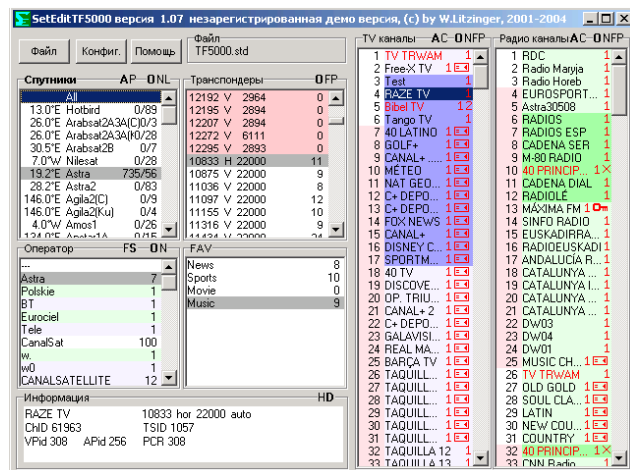 SetEditTF5000 версия 1.07 незарегистрированная демо версия, (c) by W.Litzinger, 2001-2004
Файл
Конфиг.
Помощь
Файл
TF5000.std
Спутники AP ONL
All
13.0°E Hotbird 0/89
26.0°E Arabsat2A3A(C) 0/3
26.0°E Arabsat2A3A(K) 0/28
30.5°E Arabsat2B 0/7
7.0°W Nilesat 0/28
19.2°E Astra 735/56
28.2°E Astra2 0/83
146.0°E Agila2(C) 0/9
146.0°E Agila2(Ku) 0/4
4.0°W Amos1 0/26
Транспондеры 0FP
12192 V 2964 0
12195 V 2894 0
12207 V 2894 0
12272 V 6111 0
12295 V 2893 0
10833 H 22000 11
10875 V 22000 9
11036 V 22000 8
11097 V 22000 12
11155 V 22000 10
11316 V 22000 9
11434 V 22000 24
Оператор FS ON
---
Astra 7
Polskie 1
BT 1
Eurociel 1
Tele 1
CanalSat 100
w. 1
w0 1
CANALSATELLITE 12
FAV
News 8
Sports 10
Movie 0
Music 9
Информация HD
RAZE TV 10833 hor 22000 auto
ChID 61963 TSID 1057
VPid 308 APid 256 PCR 308
TV каналы AC ONFP
1 TV TRWAM 1
2 Free-X TV 1
3 Test 1
4 RAZE TV 1
5 Bibel TV 12
6 Tango TV 1
7 40 LATINO 1
8 GOLF+ 1
9 CANAL+ .... 1
10 MÉTEO 1
11 NAT GEO... 1
12 C+ DEPO... 1
13 C+ DEPO... 1
14 FOX NEWS 1
15 CANAL+ 1
16 DISNEY C... 1
17 SPORTM... 1
18 40 TV 1
19 DISCOVE... 1
20 OP. TRIU... 1
21 CANAL+ 2 1
22 C+ DEPO... 1
23 GALAVISI... 1
24 REAL MA... 1
25 BARÇA TV 1
26 TAQUILL... 1
27 TAQUILL... 1
28 TAQUILL... 1
29 TAQUILL... 1
30 TAQUILL... 1
31 TAQUILL... 1
32 TAQUILLA 12 1
33 TAQUILLA 13 1
Радио каналы AC ONFP
1 RDC 1
2 Radio Maryja 1
3 Radio Horeb 1
4 EUROSPORT... 1
5 Astra30508 1
6 RADIOS 1
7 RADIOS ESP 1
8 CADENA SER 1
9 M-80 RADIO 1
10 40 PRINCIP... 1
11 CADENA DIAL 1
12 RADIOLÉ 1
13 MÁXIMA FM 1
14 SINFO RADIO 1
15 EUSKADIRRA... 1
16 RADIOEUSKADI 1
17 ANDALUCÍA R... 1
18 CATALUNYA ... 1
19 CATALUNYA I... 1
20 CATALUNYA ... 1
21 CATALUNYA ... 1
22 DW03 1
23 DW04 1
24 DW01 1
25 MUSIC CH... 1
26 TV TRWAM 1
27 OLD GOLD 1
28 SOUL CLA... 1
29 LATIN 1
30 NEW COU... 1
31 COUNTRY 1
32 40 PRINCIP... 1
33 CNN Radio 1